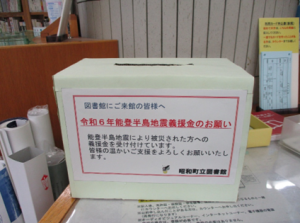 図書館にご来館の皆様へ
令和６年能登半島地震義援金のお願い
能登半島地震により被災された方への
義援金を受け付けています。
皆様の温かいご支援をよろしくお願いいたし
ます。
昭和町立図書館